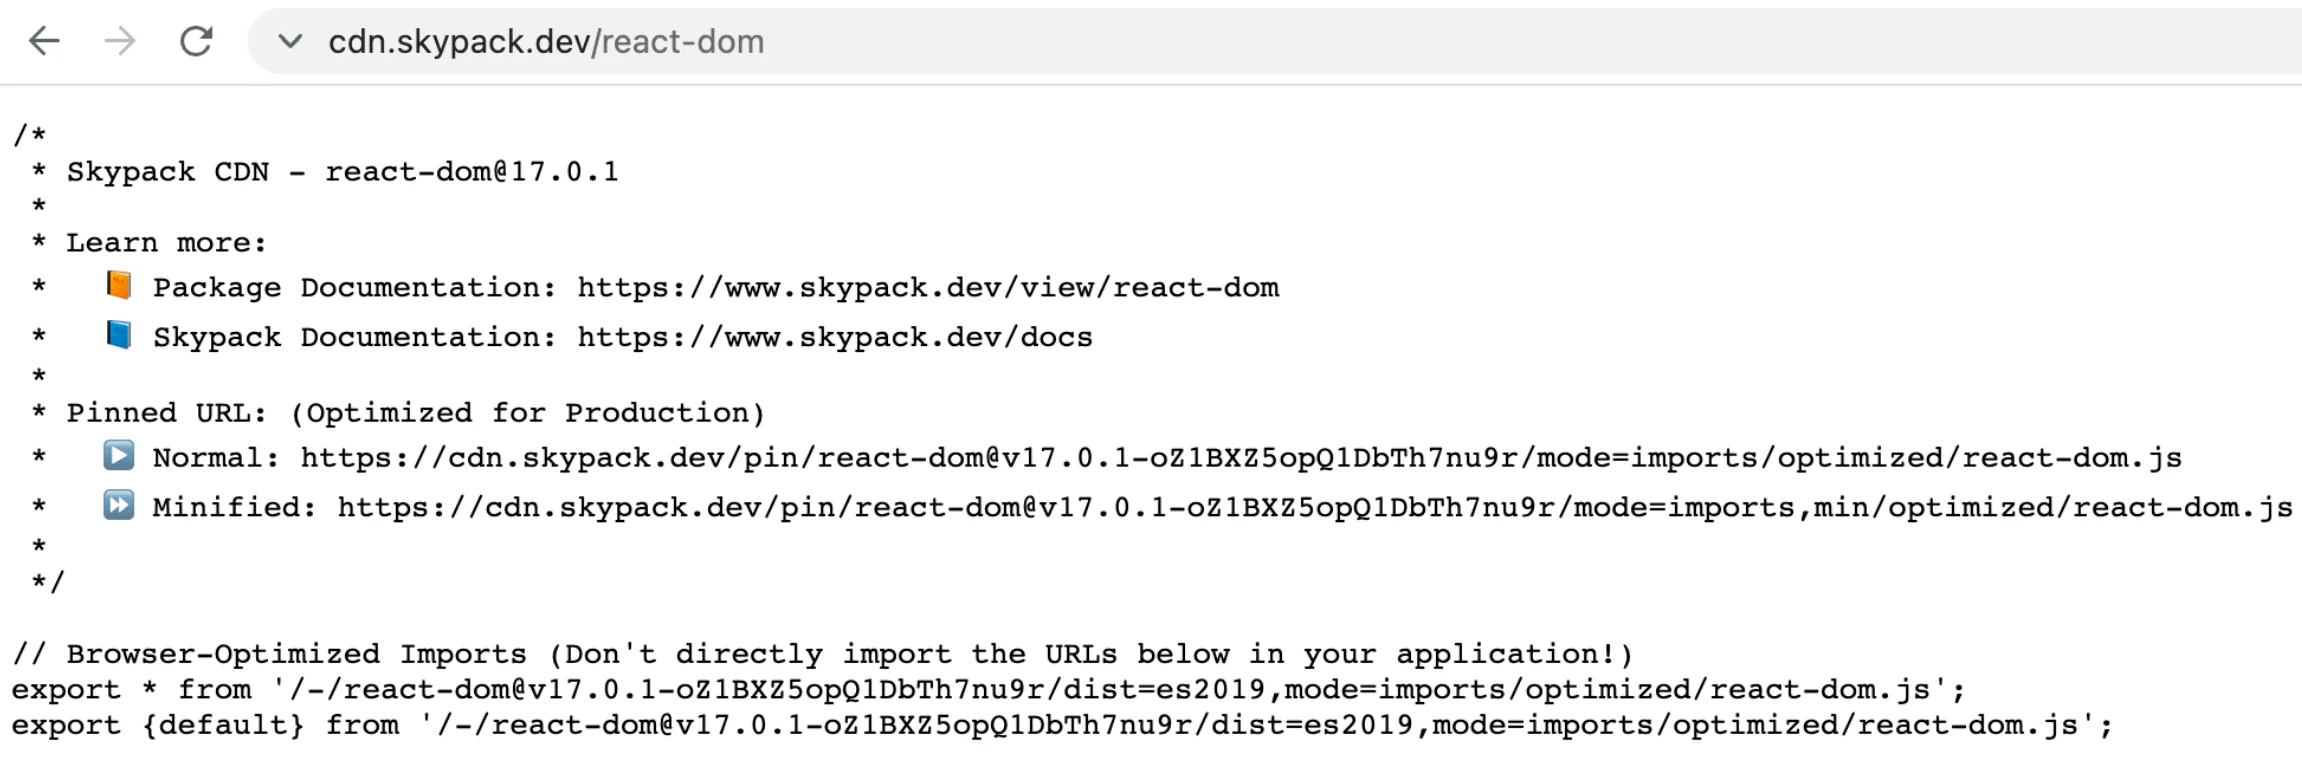 cdn.skypack.dev/react-dom
/*
 * Skypack CDN - react-dom@17.0.1
 *
 * Learn more:
 *   📙 Package Documentation: https://www.skypack.dev/view/react-dom
 *   📘 Skypack Documentation: https://www.skypack.dev/docs
 *
 * Pinned URL: (Optimized for Production)
 *   ▶️ Normal: https://cdn.skypack.dev/pin/react-dom@v17.0.1-oZ1BXZ5opQ1DbTh7nu9r/mode=imports/optimized/react-dom.js
 *   ⏩ Minified: https://cdn.skypack.dev/pin/react-dom@v17.0.1-oZ1BXZ5opQ1DbTh7nu9r/mode=imports,min/optimized/react-dom.js
 *
 */
// Browser-Optimized Imports (Don't directly import the URLs below in your application!)
export * from '/-/react-dom@v17.0.1-oZ1BXZ5opQ1DbTh7nu9r/dist=es2019,mode=imports/optimized/react-dom.js';
export {default} from '/-/react-dom@v17.0.1-oZ1BXZ5opQ1DbTh7nu9r/dist=es2019,mode=imports/optimized/react-dom.js';